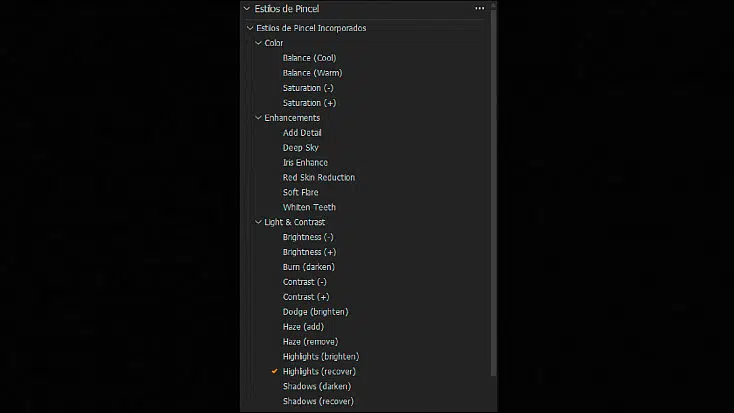 Estilos de Pincel
Estilos de Pincel Incorporados
Color
Balance (Cool)
Balance (Warm)
Saturation (-)
Saturation (+)
Enhancements
Add Detail
Deep Sky
Iris Enhance
Red Skin Reduction
Soft Flare
Whiten Teeth
Light & Contrast
Brightness (-)
Brightness (+)
Burn (darken)
Contrast (-)
Contrast (+)
Dodge (brighten)
Haze (add)
Haze (remove)
Highlights (brighten)
Highlights (recover)
Shadows (darken)
Shadows (recover)